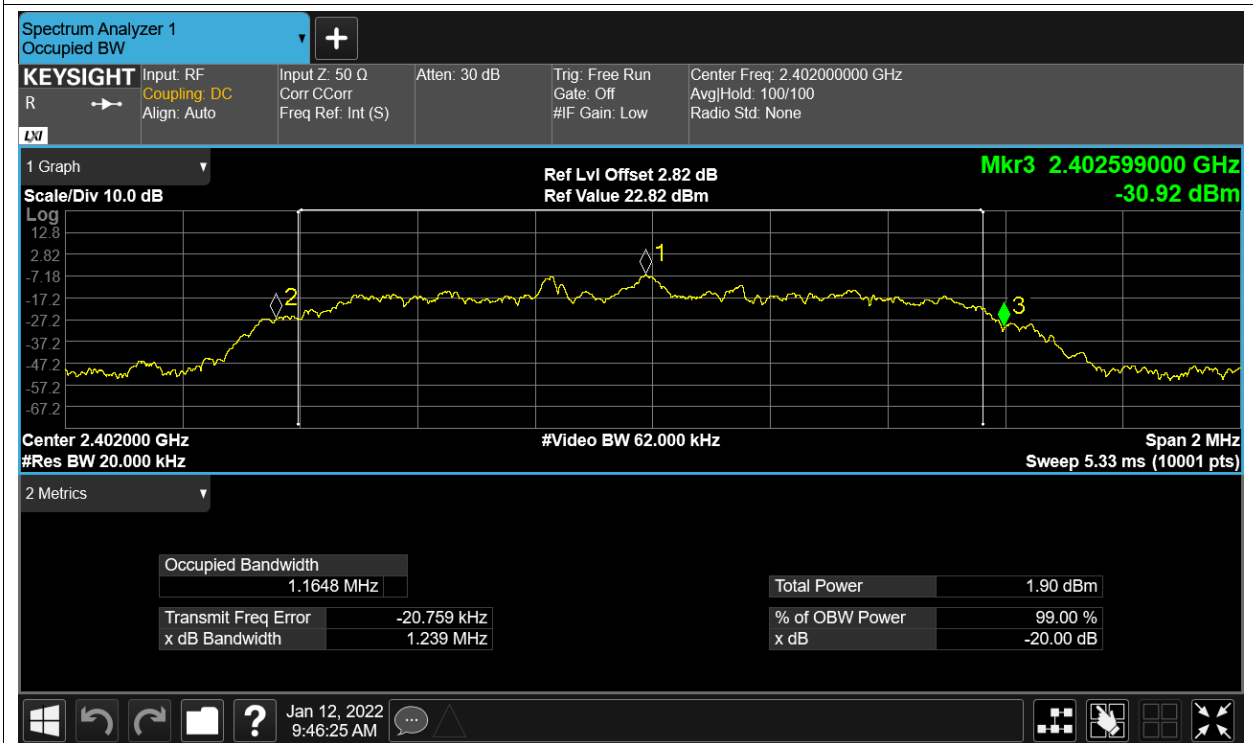 Spectrum Analyzer 1
Occupied BW
KEYSIGHT
R
LXI
Input: RF
Coupling: DC
Align: Auto
Input Z: 50 Ω
Corr CCorr
Freq Ref: Int (S)
Atten: 30 dB
Trig: Free Run
Gate: Off
#IF Gain: Low
Center Freq: 2.402000000 GHz
Avg|Hold: 100/100
Radio Std: None
1 Graph
Scale/Div 10.0 dB
Ref Lvl Offset 2.82 dB
Ref Value 22.82 dBm
Mkr3 2.402599000 GHz
-30.92 dBm
Log
12.8
2.82
-7.18
-17.2
-27.2
-37.2
-47.2
-57.2
-67.2
1
2
3
Center 2.402000 GHz
#Video BW 62.000 kHz
Span 2 MHz
#Res BW 20.000 kHz
Sweep 5.33 ms (10001 pts)
2 Metrics
Occupied Bandwidth
1.1648 MHz
Transmit Freq Error -20.759 kHz
x dB Bandwidth 1.239 MHz
Total Power 1.90 dBm
% of OBW Power 99.00 %
x dB -20.00 dB
?
Jan 12, 2022
9:46:25 AM